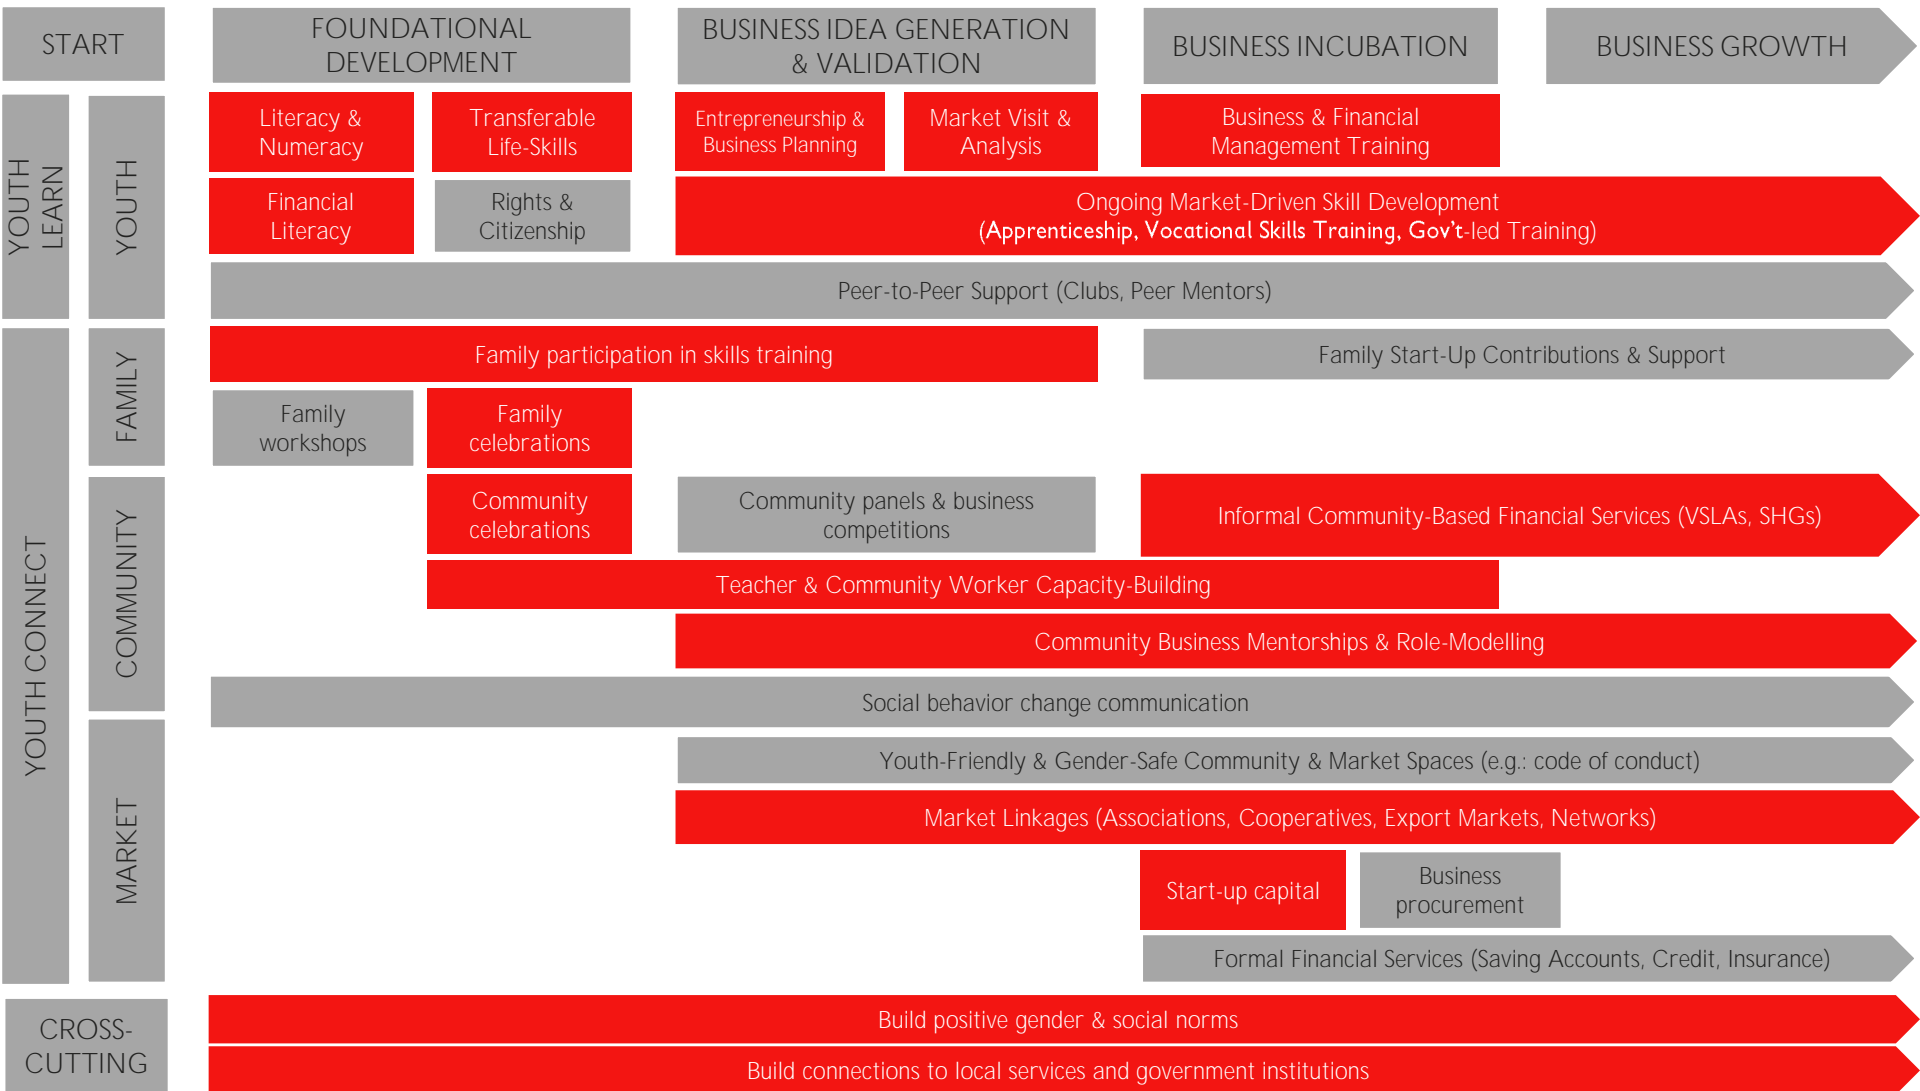 START
FOUNDATIONAL
DEVELOPMENT
BUSINESS IDEA GENERATION
& VALIDATION
BUSINESS INCUBATION
BUSINESS GROWTH
YOUTH
LEARN
YOUTH
Literacy &
Numeracy
Transferable
Life-Skills
Entrepreneurship &
Business Planning
Market Visit &
Analysis
Business & Financial
Management Training
Financial
Literacy
Rights &
Citizenship
Ongoing Market-Driven Skill Development
(Apprenticeship, Vocational Skills Training, Gov't-led Training)
Peer-to-Peer Support (Clubs, Peer Mentors)
YOUTH CONNECT
FAMILY
Family participation in skills training
Family Start-Up Contributions & Support
Family
workshops
Family
celebrations
COMMUNITY
Community
celebrations
Community panels & business
competitions
Informal Community-Based Financial Services (VSLAs, SHGs)
Teacher & Community Worker Capacity-Building
Community Business Mentorships & Role-Modelling
Social behavior change communication
MARKET
Youth-Friendly & Gender-Safe Community & Market Spaces (e.g.: code of conduct)
Market Linkages (Associations, Cooperatives, Export Markets, Networks)
Start-up capital
Business
procurement
Formal Financial Services (Saving Accounts, Credit, Insurance)
CROSS-
CUTTING
Build positive gender & social norms
Build connections to local services and government institutions